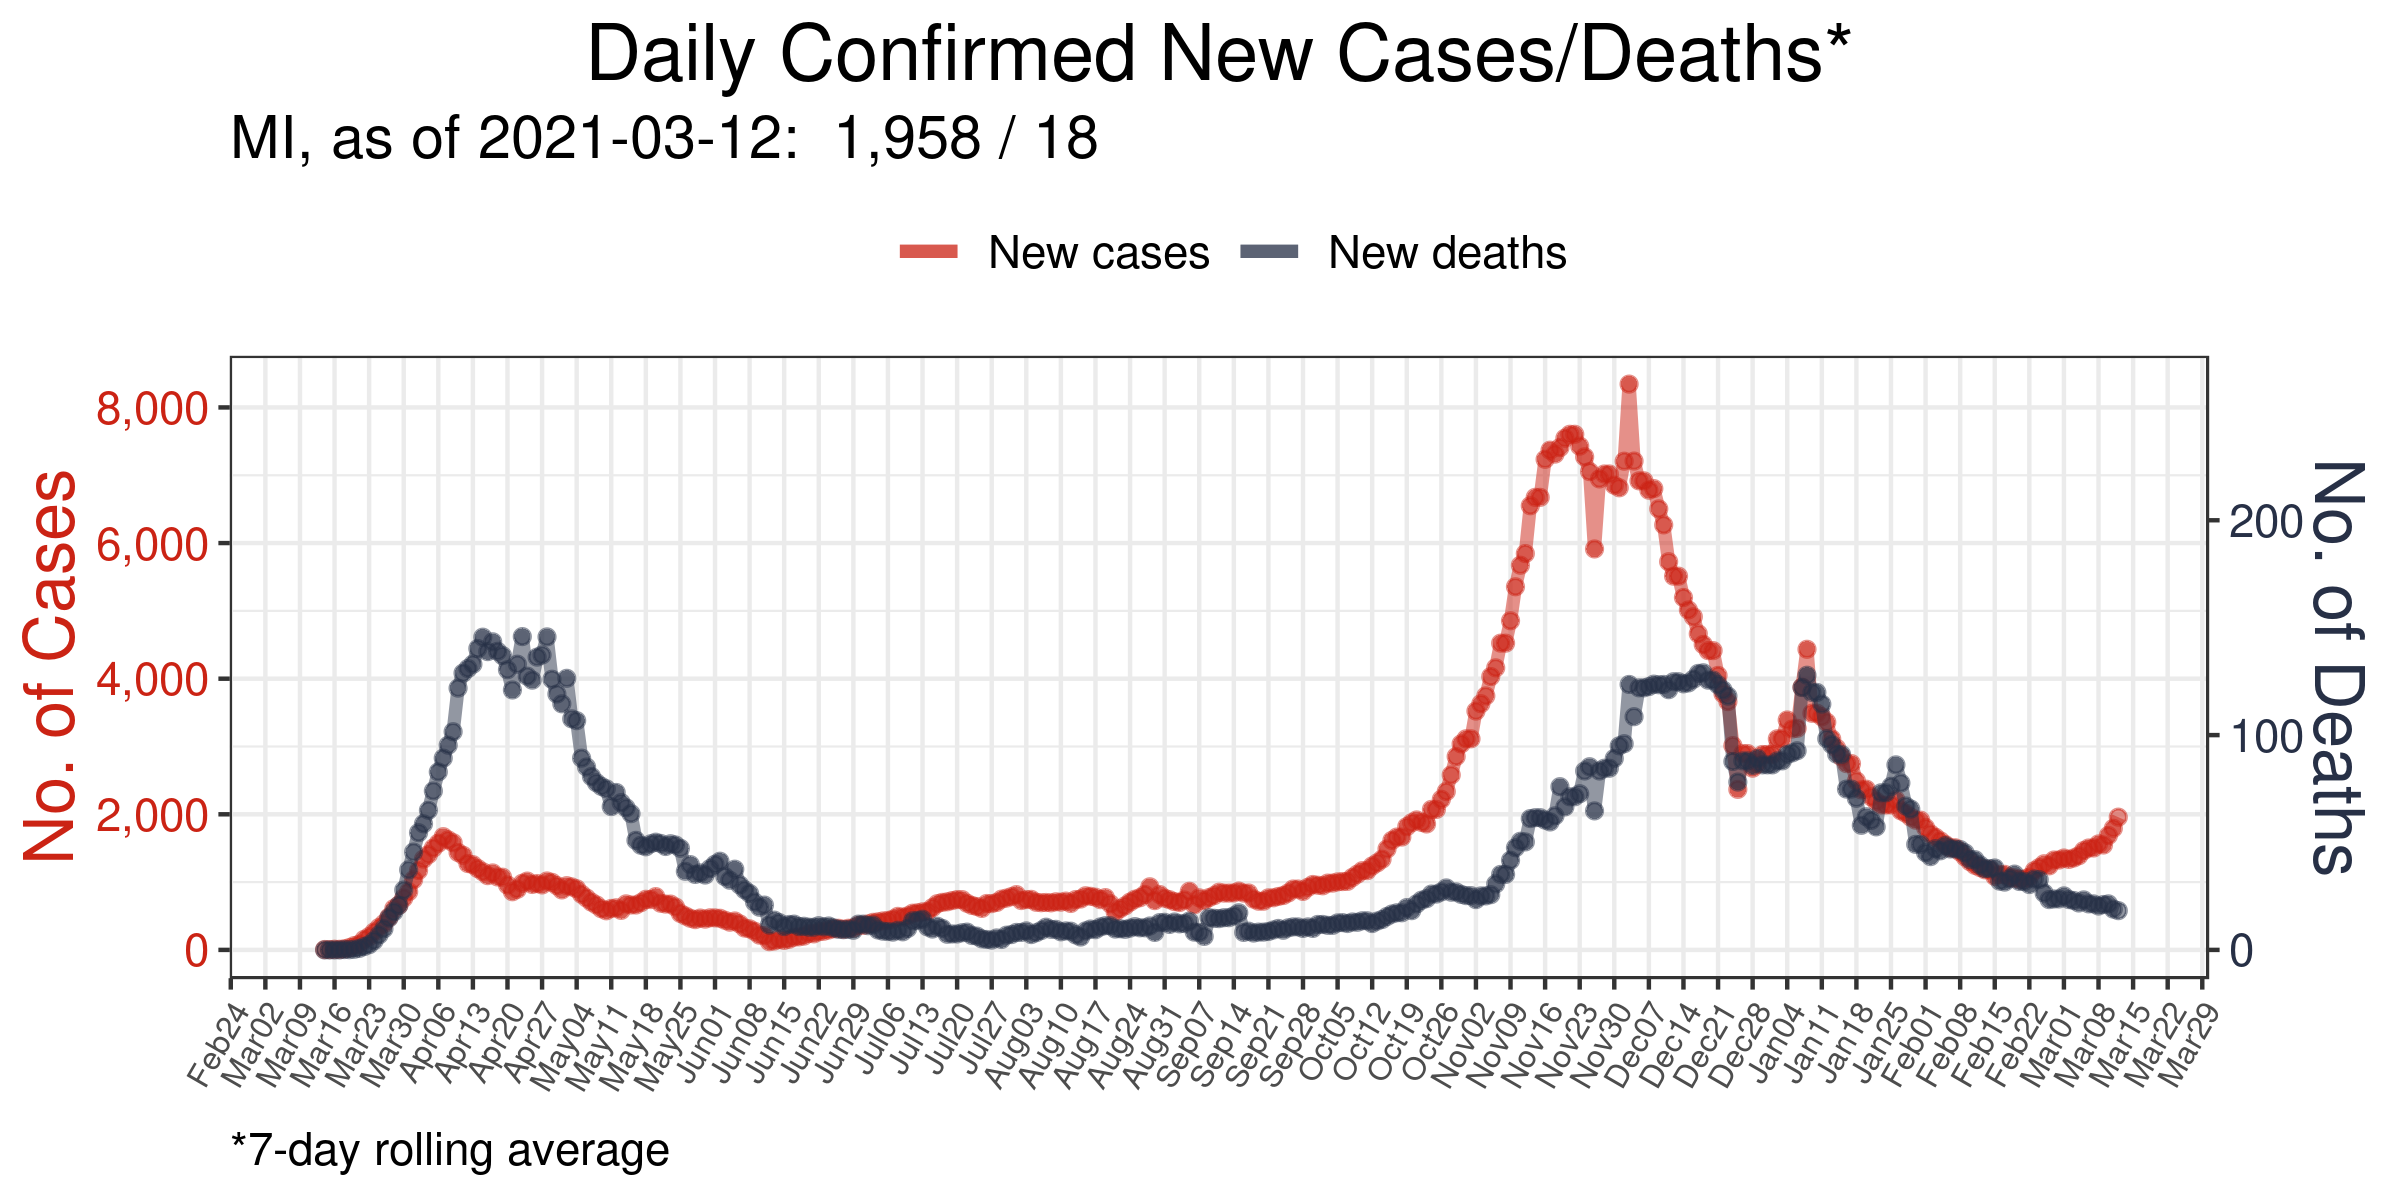 Daily Confirmed New Cases/Deaths*
MI, as of 2021-03-12:  1,958 / 18
New cases
New deaths
No. of Cases
8,000
6,000
4,000
2,000
0
No. of Deaths
200
100
0
Feb24
Mar02
Mar09
Mar16
Mar23
Mar30
Apr06
Apr13
Apr20
Apr27
May04
May11
May18
May25
Jun01
Jun08
Jun15
Jun22
Jun29
Jul06
Jul13
Jul20
Jul27
Aug03
Aug10
Aug17
Aug24
Aug31
Sep07
Sep14
Sep21
Sep28
Oct05
Oct12
Oct19
Oct26
Nov02
Nov09
Nov16
Nov23
Nov30
Dec07
Dec14
Dec21
Dec28
Jan04
Jan11
Jan18
Jan25
Feb01
Feb08
Feb15
Feb22
Mar01
Mar08
Mar15
Mar22
Mar29
*7-day rolling average